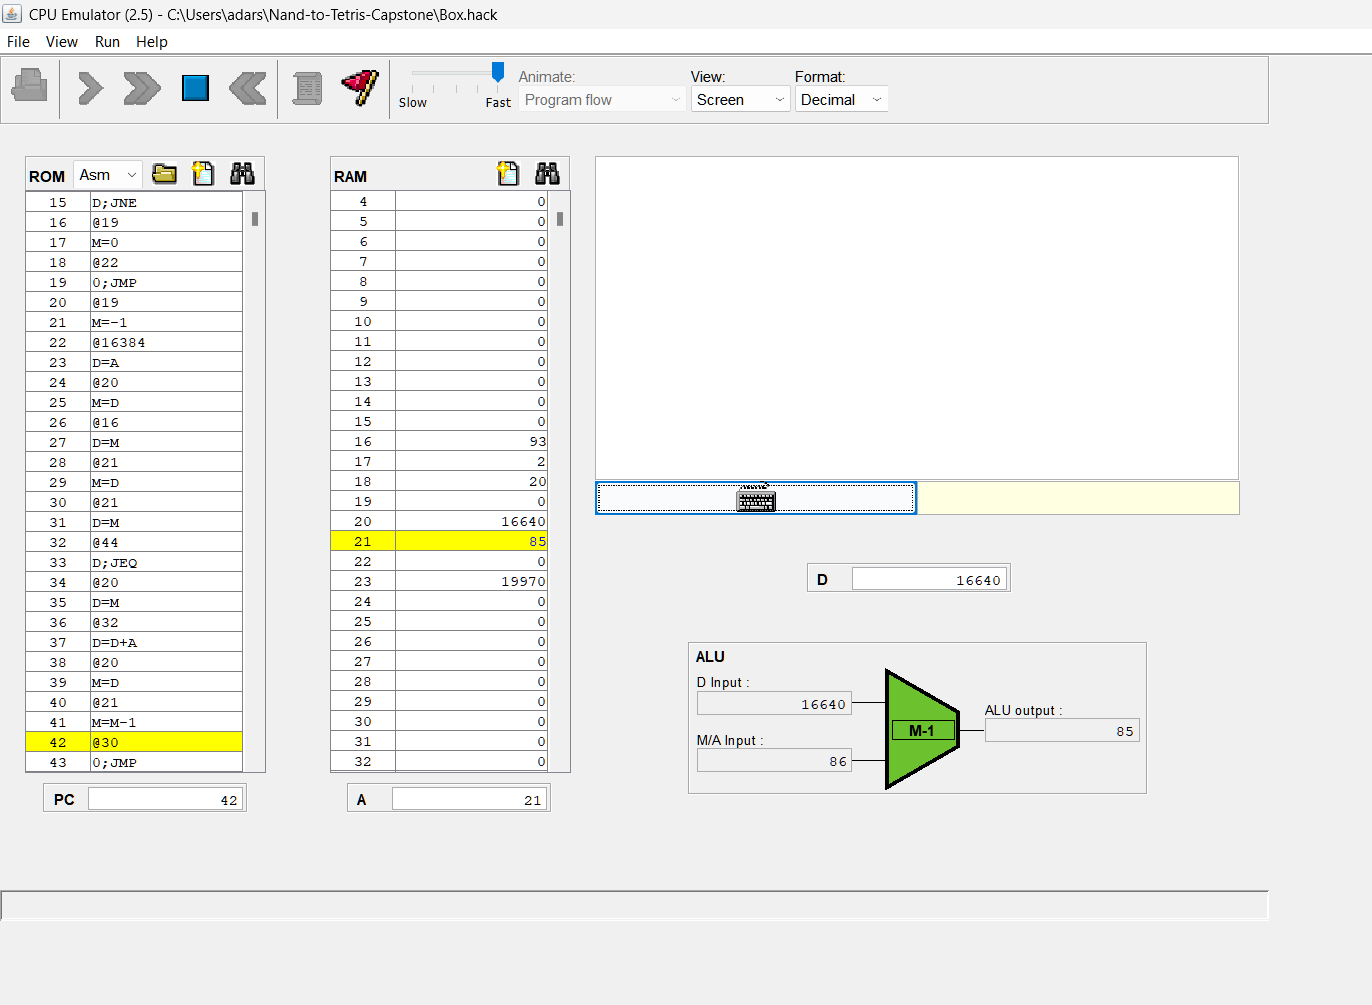 CPU Emulator (2.5) - C:\Users\adars\Nand-to-Tetris-Capstone\Box.hack
File View Run Help
Slow Fast
Animate:
Program flow
View:
Screen
Format:
Decimal
ROM Asm
15 D;JNE
16 @19
17 M=0
18 @22
19 0;JMP
20 @19
21 M=-1
22 @16384
23 D=A
24 @20
25 M=D
26 @16
27 D=M
28 @21
29 M=D
30 @21
31 D=M
32 @44
33 D;JEQ
34 @20
35 D=M
36 @32
37 D=D+A
38 @20
39 M=D
40 @21
41 M=M-1
42 @30
43 0;JMP
PC 42
RAM
4 0
5 0
6 0
7 0
8 0
9 0
10 0
11 0
12 0
13 0
14 0
15 0
16 93
17 2
18 20
19 0
20 16640
21 85
22 0
23 19970
24 0
25 0
26 0
27 0
28 0
29 0
30 0
31 0
32 0
A 21
D 16640
ALU
D Input :
16640
M/A Input :
86
M-1
ALU output :
85